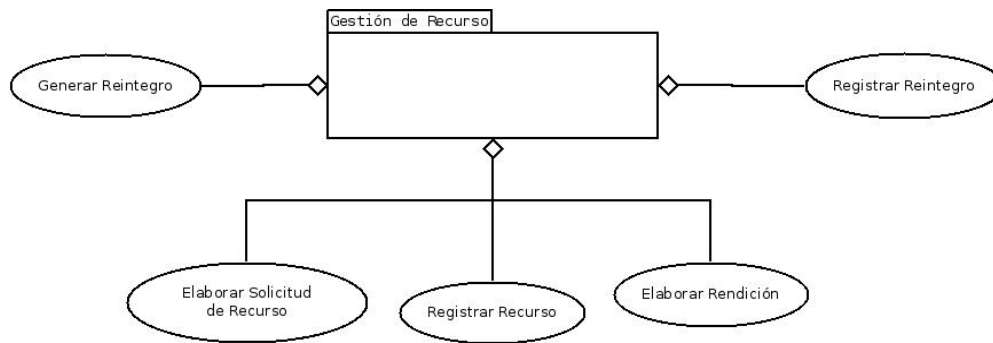 Gestión de Recurso
Generar Reintegro
Registrar Reintegro
Elaborar Solicitud
de Recurso
Registrar Recurso
Elaborar Rendición